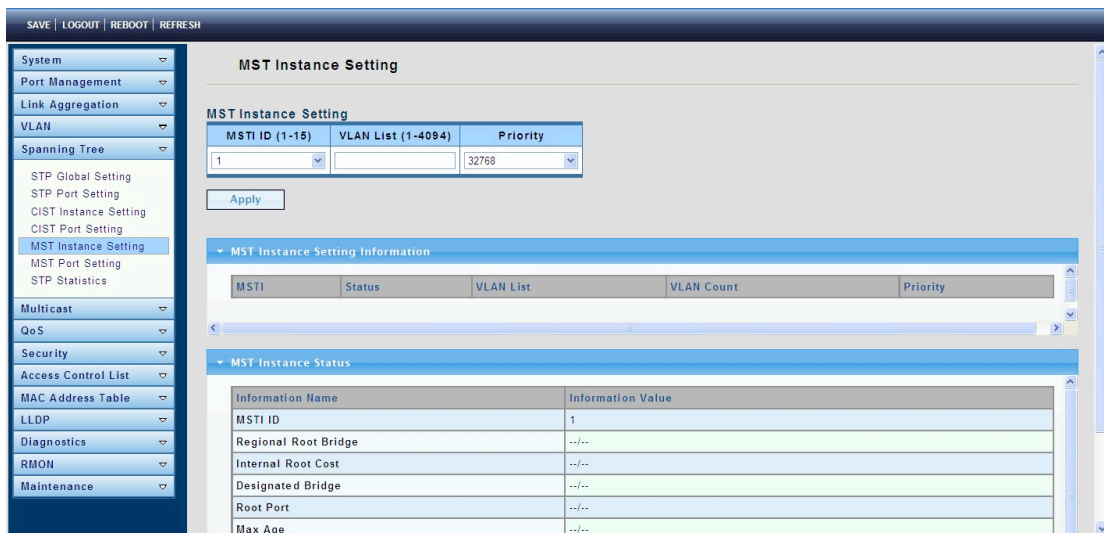 SAVE | LOGOUT | REBOOT | REFRESH
System
Port Management
Link Aggregation
VLAN
Spanning Tree
STP Global Setting
STP Port Setting
CIST Instance Setting
CIST Port Setting
MST Instance Setting
MST Port Setting
STP Statistics
Multicast
QoS
Security
Access Control List
MAC Address Table
LLDP
Diagnostics
RMON
Maintenance
MST Instance Setting
MST Instance Setting
MSTI ID (1-15) VLAN List (1-4094) Priority
1 32768
Apply
MST Instance Setting Information
MSTI Status VLAN List VLAN Count Priority
MST Instance Status
Information Name Information Value
MSTI ID 1
Regional Root Bridge --/--
Internal Root Cost --/--
Designated Bridge --/--
Root Port --/--
Max Age --/--